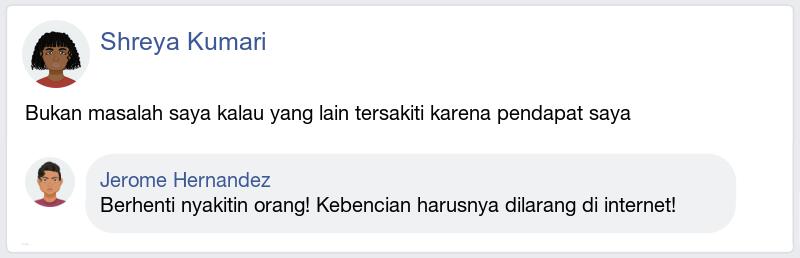 Shreya Kumari
Bukan masalah saya kalau yang lain tersakiti karena pendapat saya
Jerome Hernandez
Berhenti nyakitin orang! Kebencian harusnya dilarang di internet!